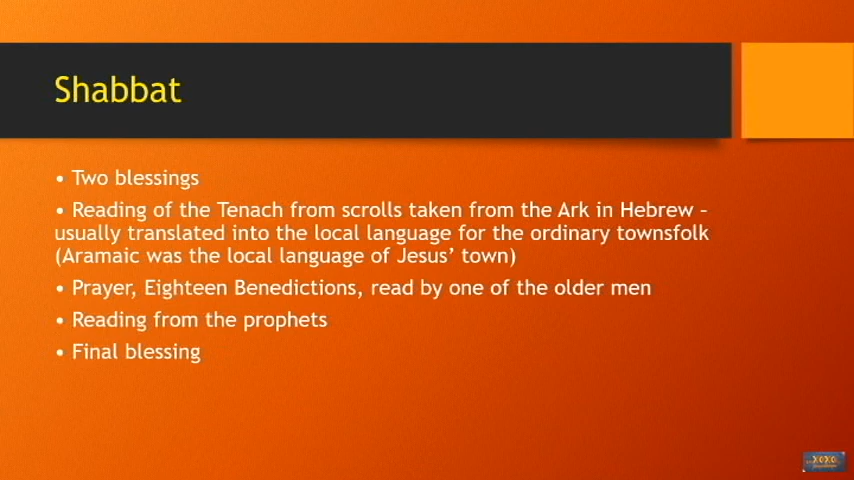 Shabbat
• Two blessings
• Reading of the Tenach from scrolls taken from the Ark in Hebrew –
usually translated into the local language for the ordinary townsfolk
(Aramaic was the local language of Jesus’ town)
• Prayer, Eighteen Benedictions, read by one of the older men
• Reading from the prophets
• Final blessing